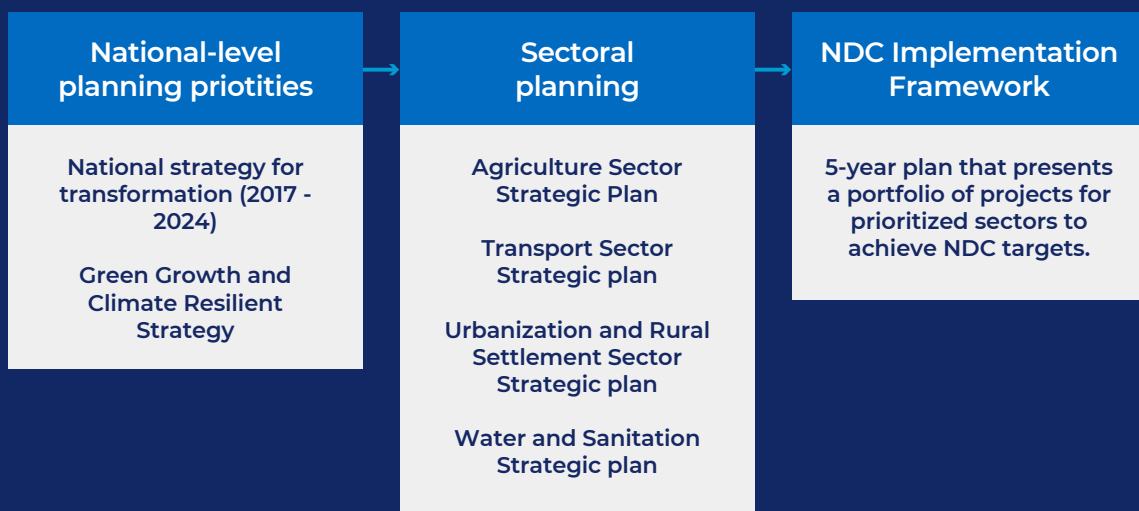 National-level
planning priotities
National strategy for
transformation (2017 -
2024)
Green Growth and
Climate Resilient
Strategy
Sectoral
planning
Agriculture Sector
Strategic Plan
Transport Sector
Strategic plan
Urbanization and Rural
Settlement Sector
Strategic plan
Water and Sanitation
Strategic plan
NDC Implementation
Framework
5-year plan that presents
a portfolio of projects for
prioritized sectors to
achieve NDC targets.